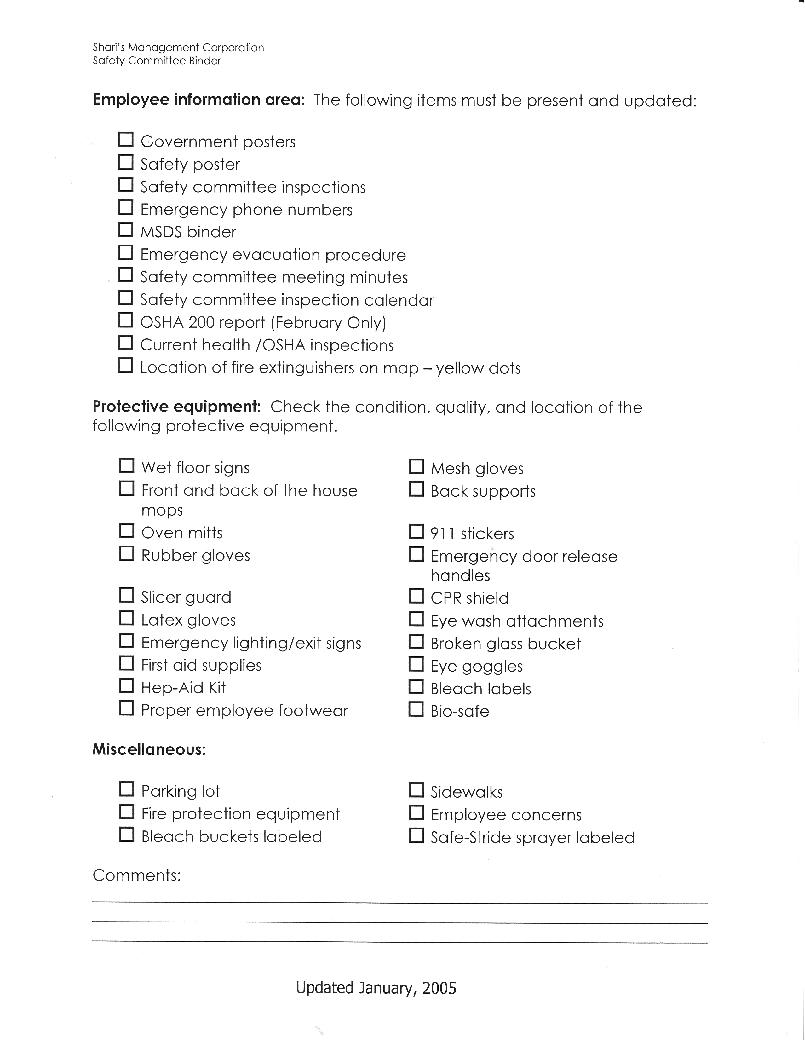 Shari's Management Corporation
Safety Committee Binder
Employee information area: The following items must be present and updated:
☐ Government posters
☐ Safety poster
☐ Safety committee inspections
☐ Emergency phone numbers
☐ MSDS binder
☐ Emergency evacuation procedure
☐ Safety committee meeting minutes
☐ Safety committee inspection calendar
☐ OSHA 200 report (February Only)
☐ Current health /OSHA inspections
☐ Location of fire extinguishers on map – yellow dots
Protective equipment: Check the condition, quality, and location of the
following protective equipment.
☐ Wet floor signs ☐ Mesh gloves
☐ Front and back of the house ☐ Back supports
mops
☐ Oven mitts ☐ 911 stickers
☐ Rubber gloves ☐ Emergency door release
handles
☐ Slicer guard ☐ CPR shield
☐ Latex gloves ☐ Eye wash attachments
☐ Emergency lighting/exit signs ☐ Broken glass bucket
☐ First aid supplies ☐ Eye goggles
☐ Hep-Aid Kit ☐ Bleach labels
☐ Proper employee footwear ☐ Bio-safe
Miscellaneous:
☐ Parking lot ☐ Sidewalks
☐ Fire protection equipment ☐ Employee concerns
☐ Bleach buckets labeled ☐ Safe-Stride sprayer labeled
Comments:
Updated January, 2005